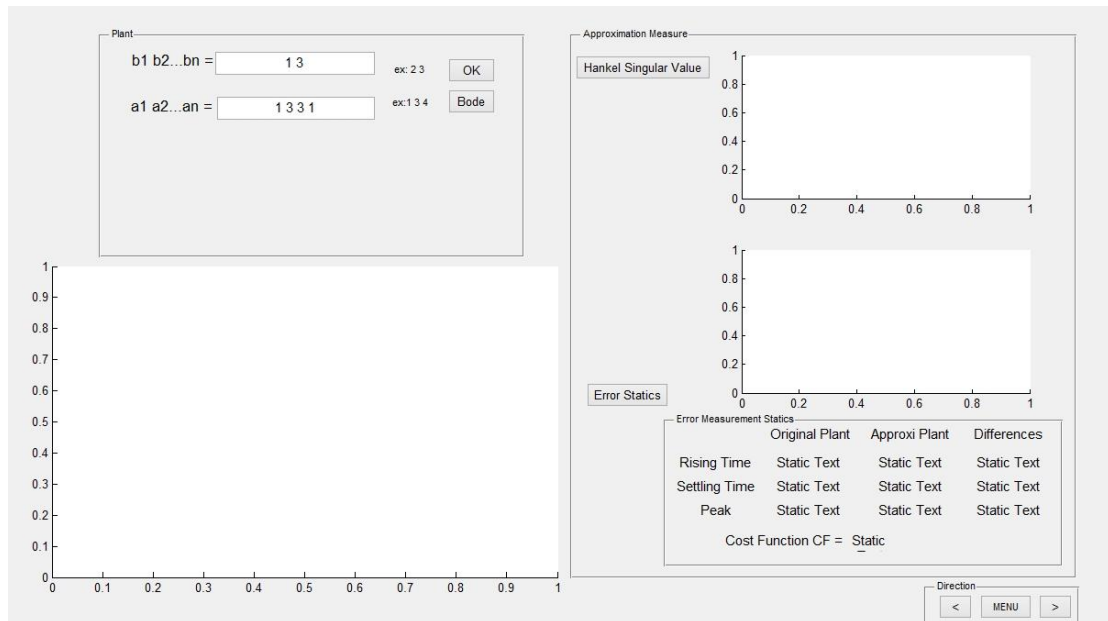 Plant
b1 b2...bn = 1 3 ex: 2 3 OK
a1 a2...an = 1 3 3 1 ex:1 3 4 Bode
1
0.9
0.8
0.7
0.6
0.5
0.4
0.3
0.2
0.1
0
0 0.1 0.2 0.3 0.4 0.5 0.6 0.7 0.8 0.9 1
Approximation Measure
Hankel Singular Value
1
0.8
0.6
0.4
0.2
0
0 0.2 0.4 0.6 0.8 1
1
0.8
0.6
0.4
0.2
0
0 0.2 0.4 0.6 0.8 1
Error Statics
Error Measurement Statics
Original Plant Approxi Plant Differences
Rising Time Static Text Static Text Static Text
Settling Time Static Text Static Text Static Text
Peak Static Text Static Text Static Text
Cost Function CF = Static
Direction
< MENU >